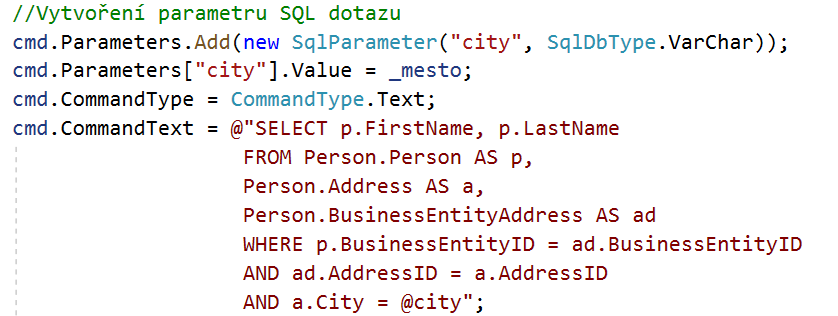 //Vytvoření parametru SQL dotazu
cmd.Parameters.Add(new SqlParameter("city", SqlDbType.VarChar));
cmd.Parameters["city"].Value = _mesto;
cmd.CommandType = CommandType.Text;
cmd.CommandText = @"SELECT p.FirstName, p.LastName
FROM Person.Person AS p,
Person.Address AS a,
Person.BusinessEntityAddress AS ad
WHERE p.BusinessEntityID = ad.BusinessEntityID
AND ad.AddressID = a.AddressID
AND a.City = @city";